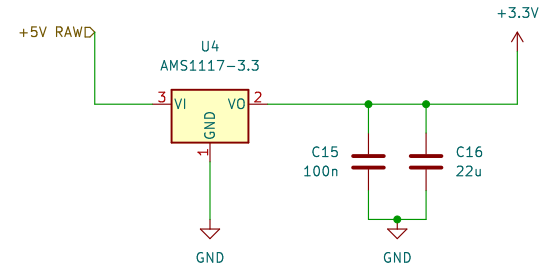 +3.3V
+5V RAW
U4
AMS1117-3.3
3 VI VO 2
GND
1
C15
100n
C16
22u
GND
GND